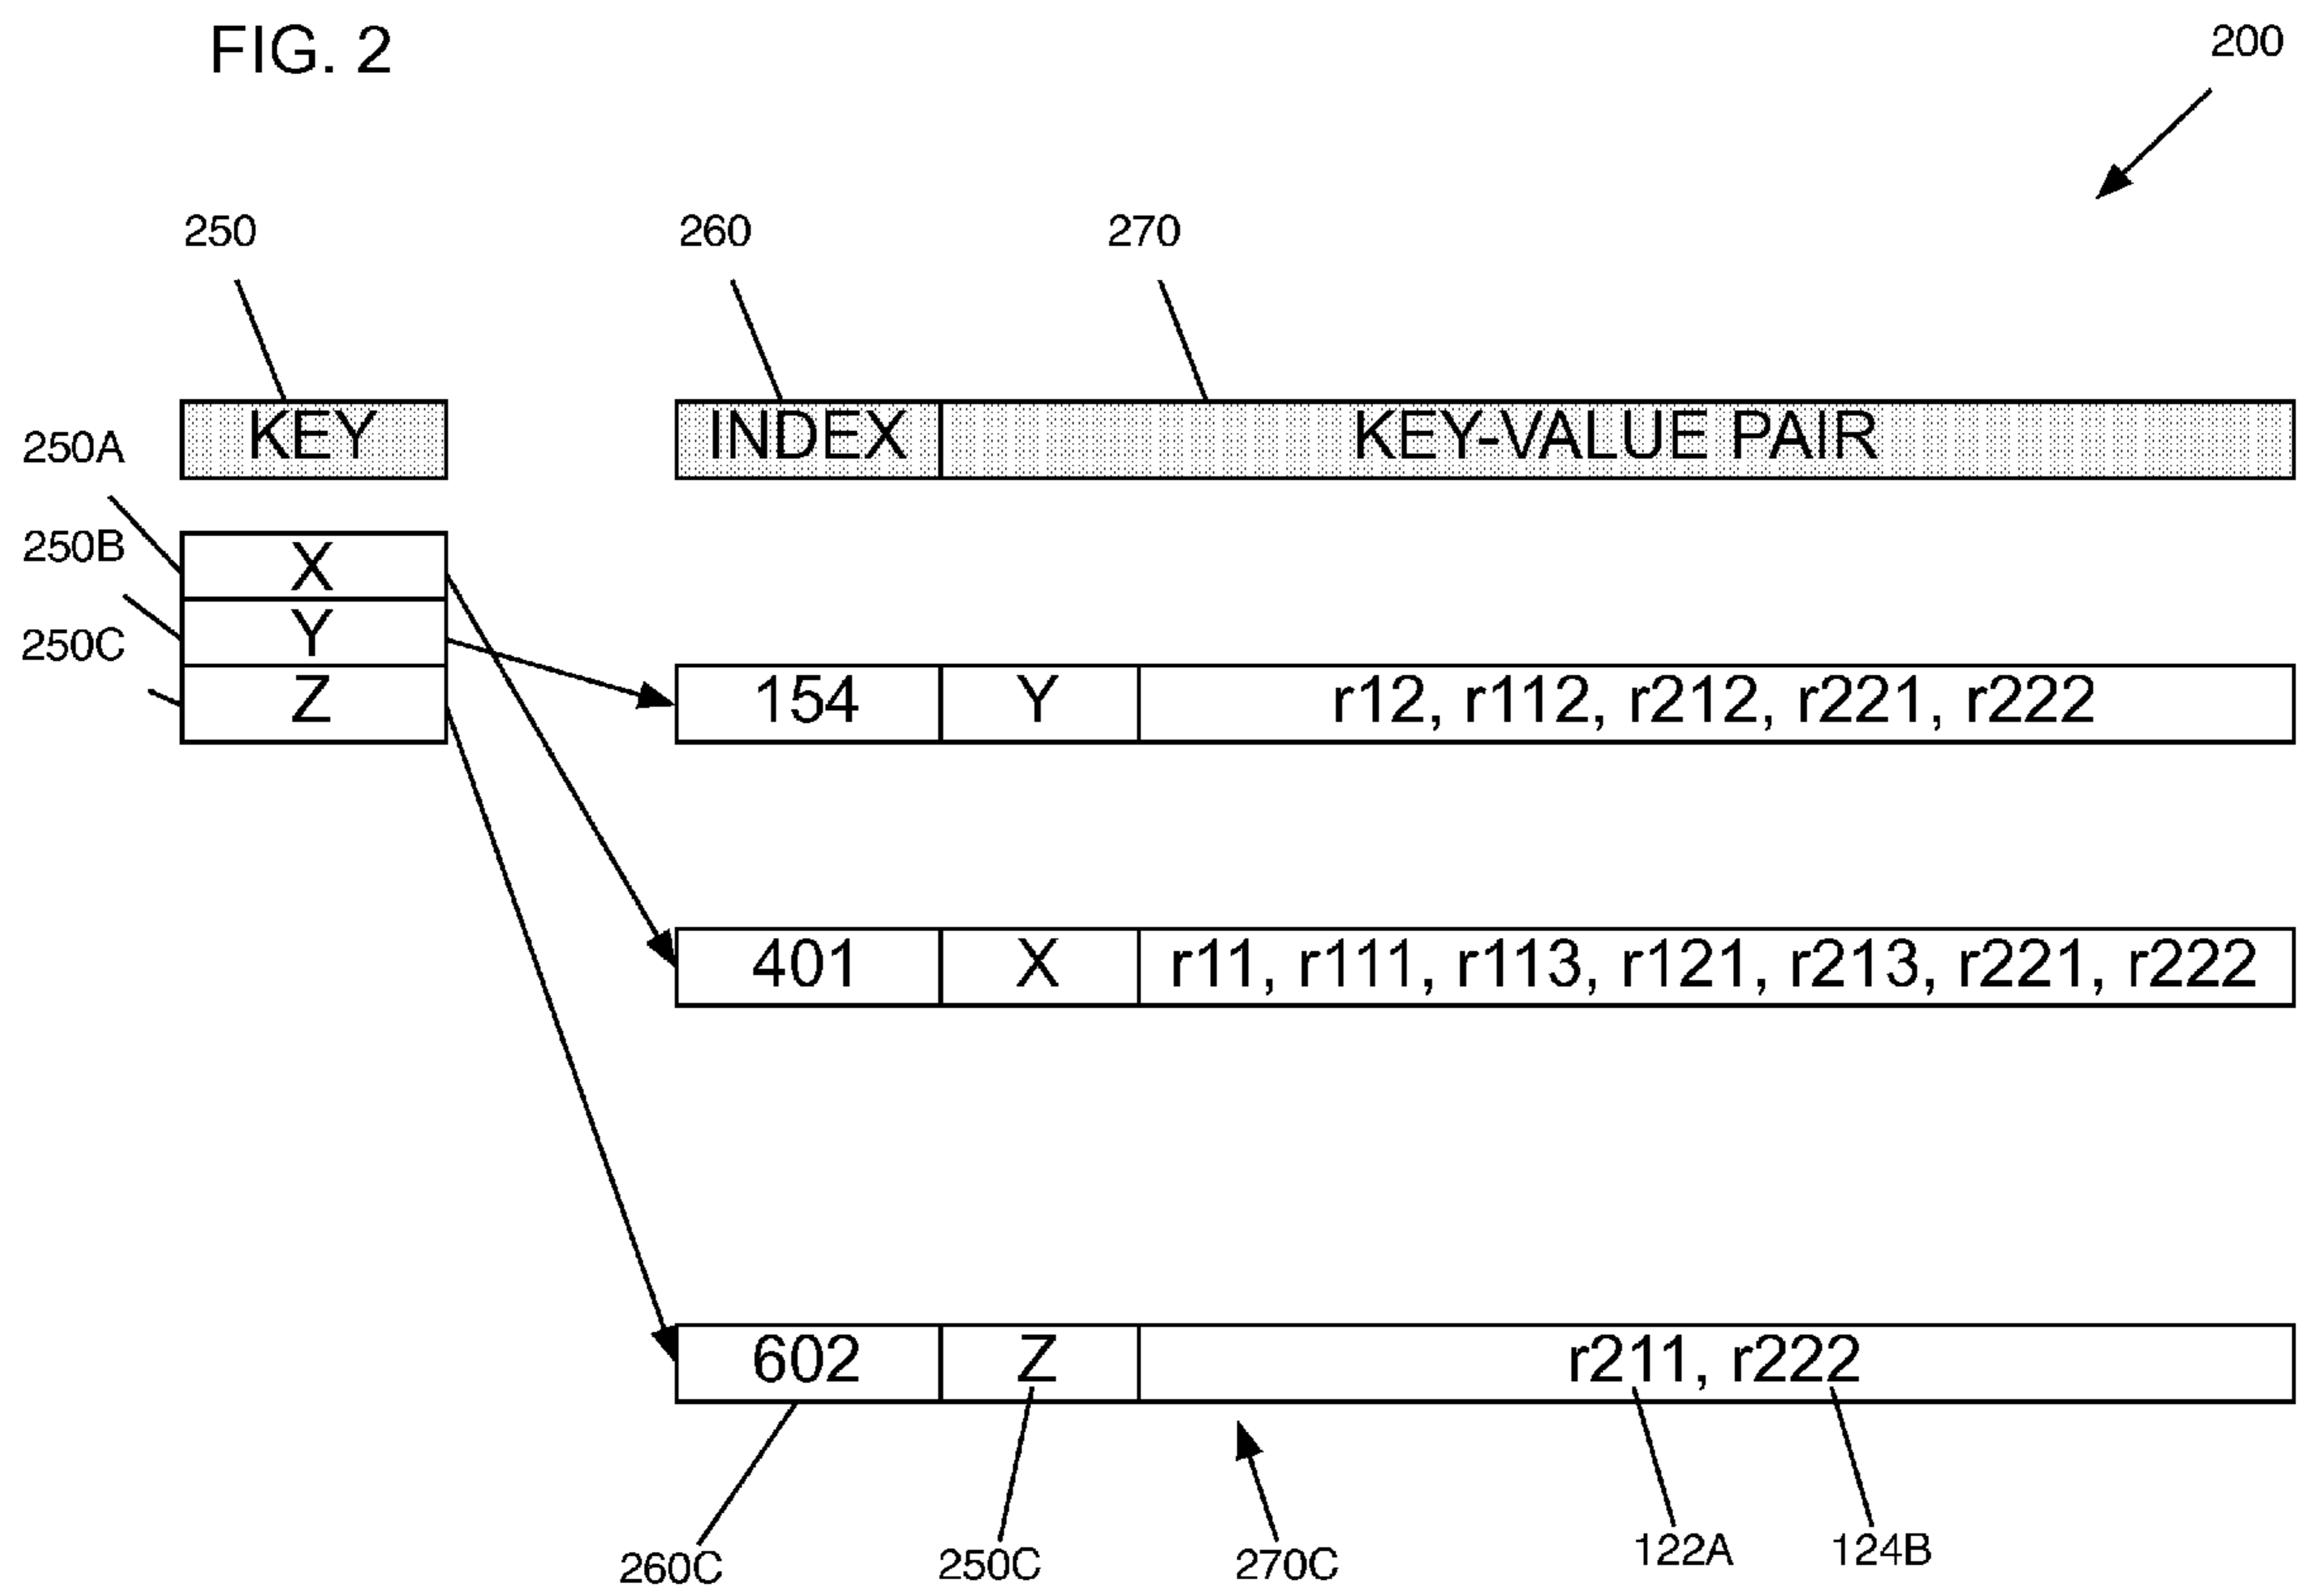 FIG. 2
200
250 260 270
KEY INDEX KEY-VALUE PAIR
250A
X
250B
Y
250C
Z
154 Y r12, r112, r212, r221, r222
401 X r11, r111, r113, r121, r213, r221, r222
602 Z r211, r222
260C 250C 270C 122A 124B